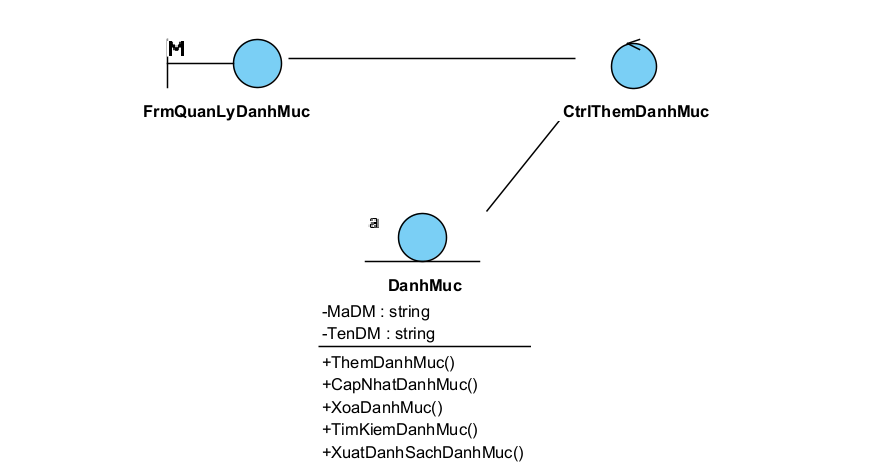 M
FrmQuanLyDanhMuc
CtrlThemDanhMuc
a
DanhMuc
-MaDM : string
-TenDM : string
+ThemDanhMuc()
+CapNhatDanhMuc()
+XoaDanhMuc()
+TimKiemDanhMuc()
+XuatDanhSachDanhMuc()